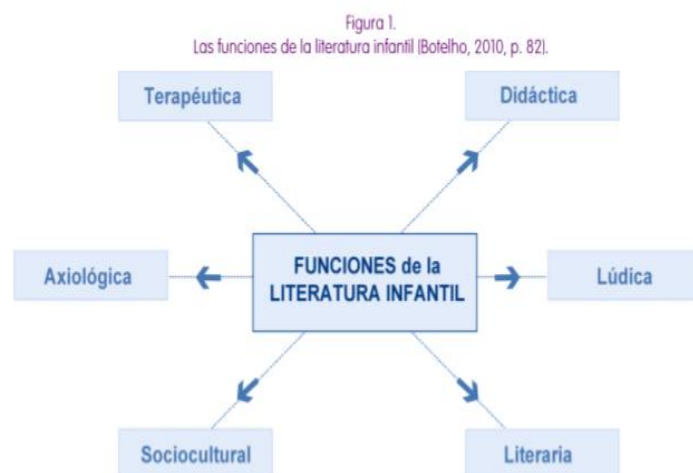 Figura 1.
Las funciones de la literatura infantil (Botelho, 2010, p. 82).
Terapéutica
Didáctica
FUNCIONES de la
LITERATURA INFANTIL
Axiológica
Lúdica
Sociocultural
Literaria